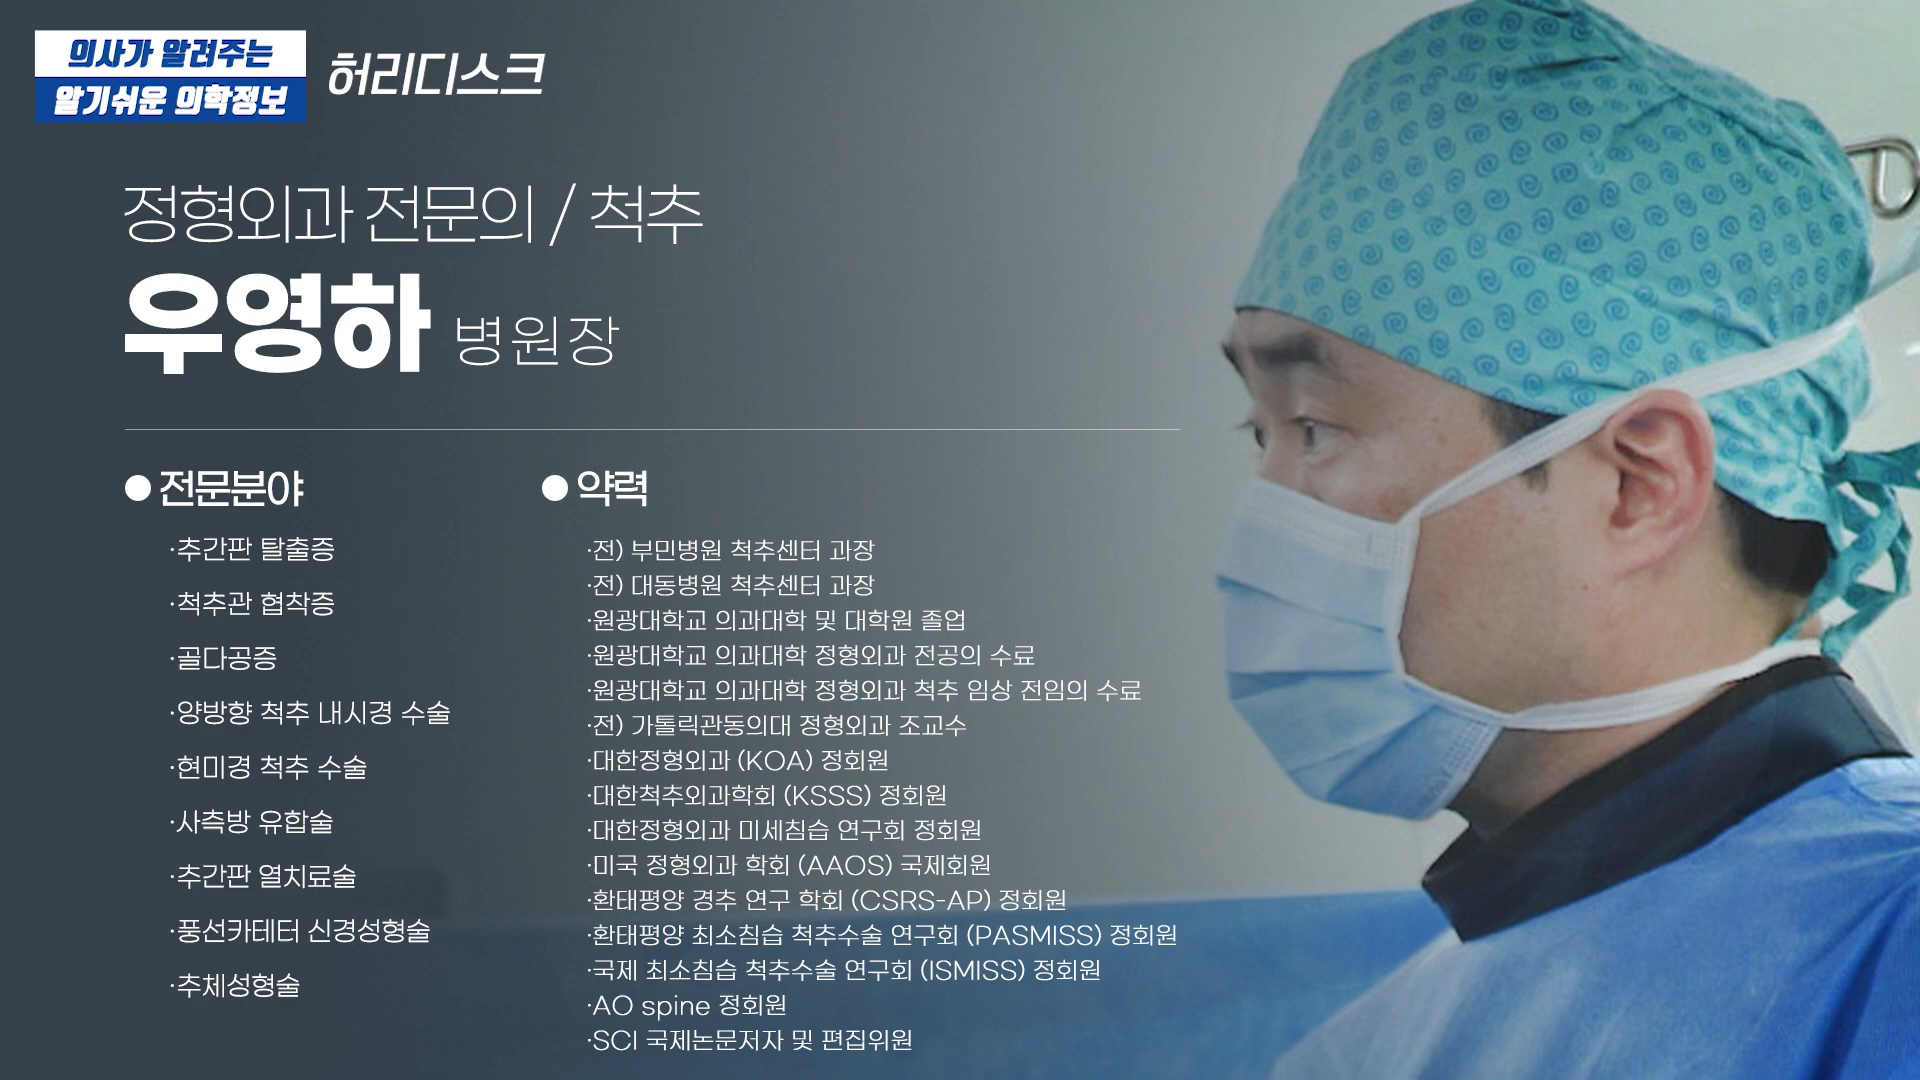 의사가 알려주는
알기쉬운 의학정보
허리디스크
정형외과 전문의 / 척추
우영하 병원장
● 전문분야
·추간판 탈출증
·척추관 협착증
·골다공증
·양방향 척추 내시경 수술
·현미경 척추 수술
·사측방 유합술
·추간판 열치료술
·풍선카테터 신경성형술
·추체성형술
● 약력
·전) 부민병원 척추센터 과장
·전) 대동병원 척추센터 과장
·원광대학교 의과대학 및 대학원 졸업
·원광대학교 의과대학 정형외과 전공의 수료
·원광대학교 의과대학 정형외과 척추 임상 전임의 수료
·전) 가톨릭관동의대 정형외과 조교수
·대한정형외과 (KOA) 정회원
·대한척추외과학회 (KSSS) 정회원
·대한정형외과 미세침습 연구회 정회원
·미국 정형외과 학회 (AAOS) 국제회원
·환태평양 경추 연구 학회 (CSRS-AP) 정회원
·환태평양 최소침습 척추수술 연구회 (PASMISS) 정회원
·국제 최소침습 척추수술 연구회 (ISMISS) 정회원
·AO spine 정회원
·SCI 국제논문저자 및 편집위원